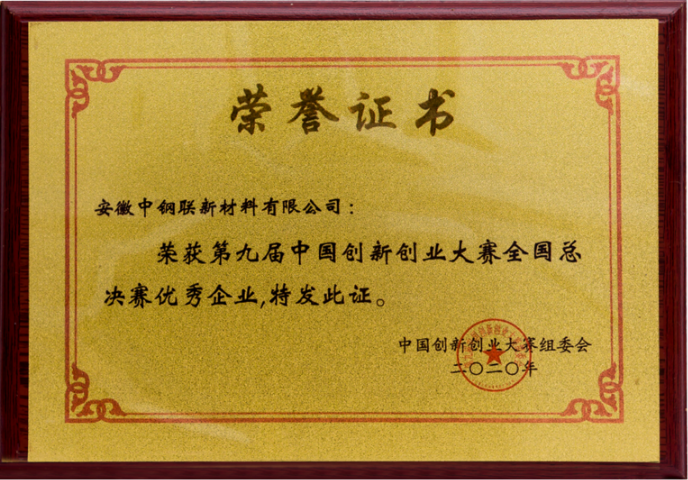 荣誉证书
安徽中钢联新材料有限公司：
荣获第九届中国创新创业大赛全国总
决赛优秀企业,特发此证。
中国创新创业大赛组委会
二〇二〇年